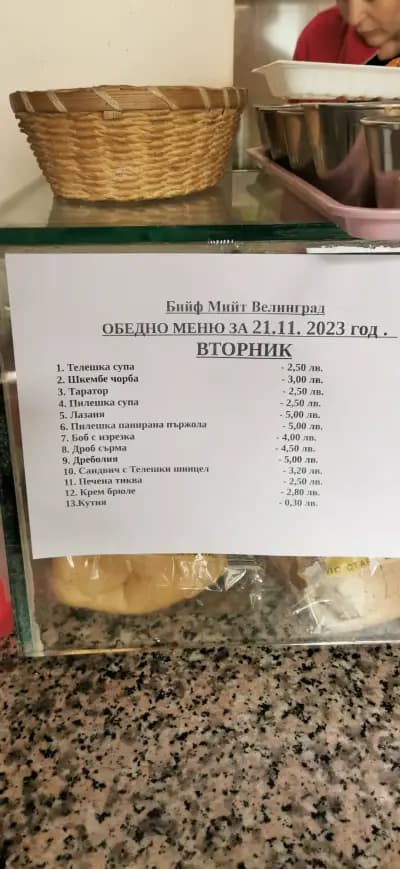 Бийф Мийт Велинград
ОБЕДНО МЕНЮ ЗА 21.11. 2023 год .
ВТОРНИК
1. Телешка супа - 2,50 лв.
2. Шкембе чорба - 3,00 лв.
3. Таратор - 2,50 лв.
4. Пилешка супа - 2,50 лв.
5. Лазаня - 5,00 лв.
6. Пилешка панирана пържола - 5,00 лв.
7. Боб с изрезка - 4,00 лв.
8. Дроб сърма - 4,50 лв.
9. Дреболия - 5,00 лв.
10. Сандвич с Телешки шницел - 3,20 лв.
11. Печена тиква - 2,50 лв.
12. Крем брюле - 2,80 лв.
13.Кутия - 0,30 лв.